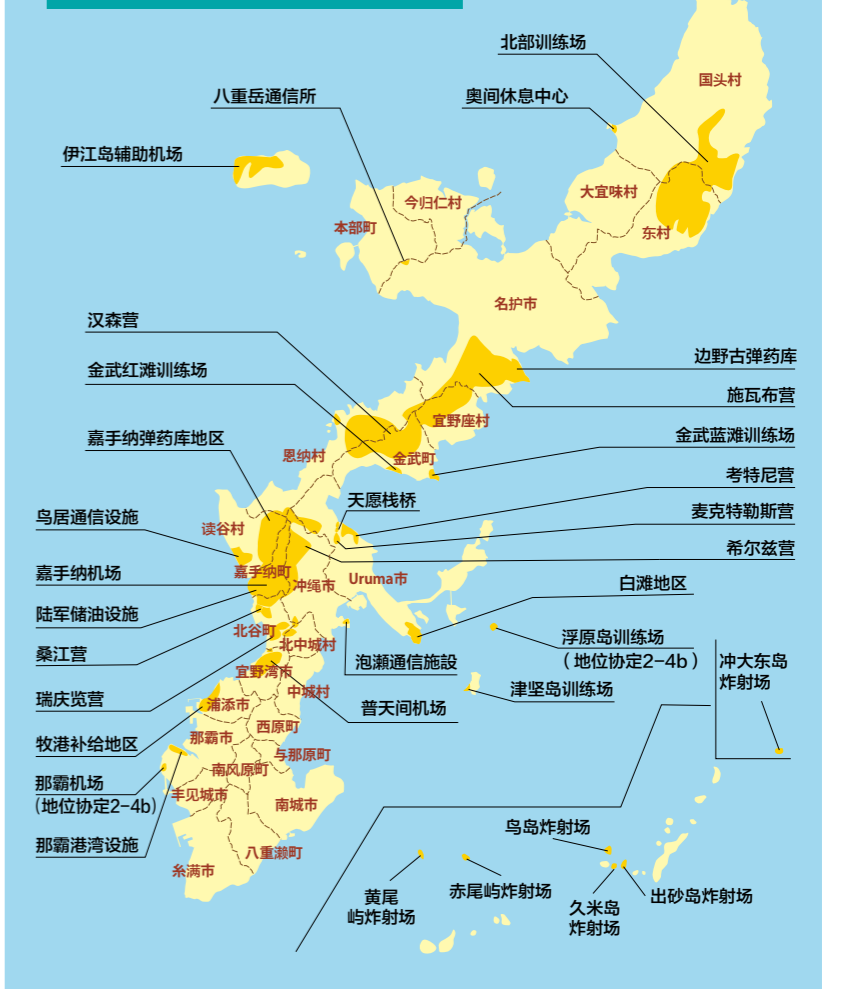 北部训练场
国头村
八重岳通信所
奥间休息中心
伊江岛辅助机场
大宜味村
今归仁村
本部町
东村
名护市
汉森营
边野古弹药库
金武红滩训练场
施瓦布营
宜野座村
嘉手纳弹药库地区
金武蓝滩训练场
恩纳村
金武町
考特尼营
天愿栈桥
麦克特勒斯营
鸟居通信设施
读谷村
希尔兹营
嘉手纳机场
嘉手纳町
冲绳市
Uruma市
白滩地区
陆军储油设施
北谷町
浮原岛训练场
(地位协定2-4b)
桑江营
北中城村
泡瀬通信施設
冲大东岛
炸射场
宜野湾市
瑞庆览营
中城村
津坚岛训练场
浦添市
普天间机场
西原町
牧港补给地区
那霸市
与那原町
南风原町
那霸机场
(地位协定2-4b)
丰见城市
南城市
那霸港湾设施
八重濑町
鸟岛炸射场
糸满市
黄尾
屿炸射场
赤尾屿炸射场
久米岛
炸射场
出砂岛炸射场